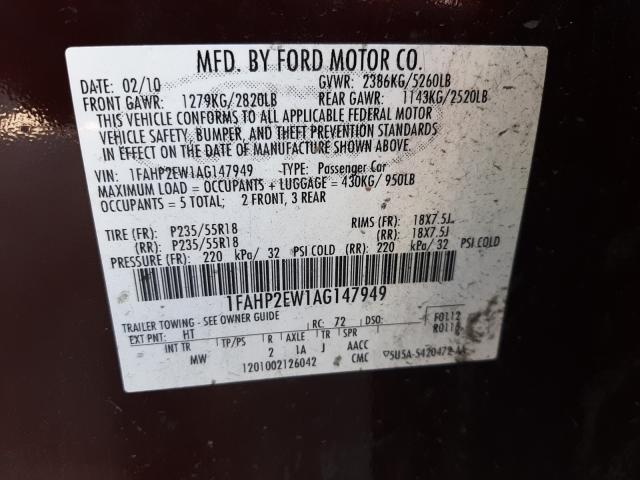 MFD. BY FORD MOTOR CO.
DATE: 02/10 GVWR: 2386KG/5260LB
FRONT GAWR: 1279KG/2820LB REAR GAWR: 1143KG/2520LB
THIS VEHICLE CONFORMS TO ALL APPLICABLE FEDERAL MOTOR
VEHICLE SAFETY, BUMPER, AND THEFT PREVENTION STANDARDS
IN EFFECT ON THE DATE OF MANUFACTURE SHOWN ABOVE.
VIN: 1FAHP2EW1AG147949 TYPE: Passenger Car
MAXIMUM LOAD = OCCUPANTS + LUGGAGE = 430KG/ 950LB
OCCUPANTS = 5 TOTAL; 2 FRONT, 3 REAR
TIRE (FR): P235/55R18 RIMS (FR): 18X7.5J
(RR): P235/55R18 (RR): 18X7.5J
PRESSURE (FR): 220 kPa/ 32 PSI COLD (RR): 220 kPa/ 32 PSI COLD
1FAHP2EW1AG147949
TRAILER TOWING - SEE OWNER GUIDE
EXT PNT: HT RC: 72 DSO: F0112
INT TR TP/PS R AXLE TR SPR
MW 2 1A J AACC
1201002126042 CMC